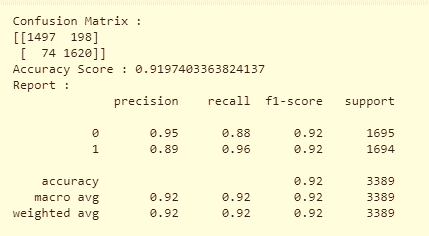 Confusion Matrix :
[[1497  198]
 [  74 1620]]
Accuracy Score : 0.9197403363824137
Report :
              precision    recall  f1-score   support

           0       0.95      0.88      0.92      1695
           1       0.89      0.96      0.92      1694

    accuracy                           0.92      3389
   macro avg       0.92      0.92      0.92      3389
weighted avg       0.92      0.92      0.92      3389